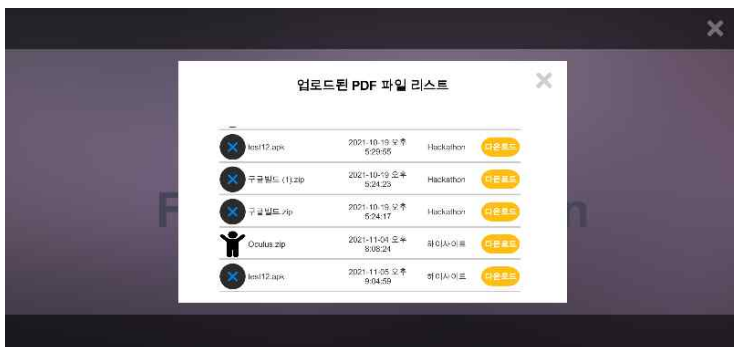 업로드된 PDF 파일 리스트
test12.apk 2021-10-19 오후 5:29:55 Hackathon 다운로드
구글빌드 (1).zip 2021-10-19 오후 5:24:23 Hackathon 다운로드
구글빌드.zip 2021-10-19 오후 5:24:17 Hackathon 다운로드
Oculus.zip 2021-11-04 오후 8:08:24 하이사이트 다운로드
test12.apk 2021-11-05 오후 9:04:59 하이사이트 다운로드